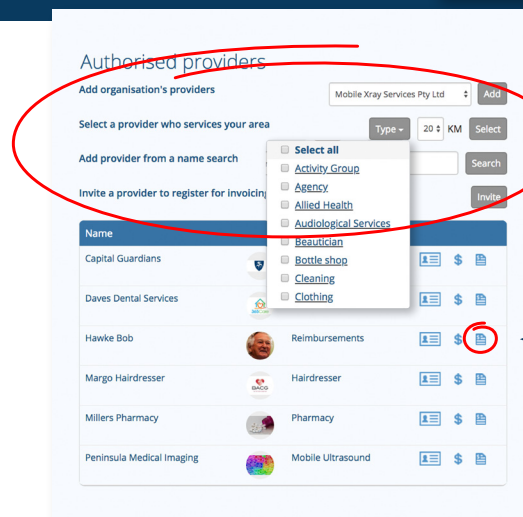 Authorised providers
Add organisation's providers
Mobile Xray Services Pty Ltd
Add
Select a provider who services your area
Type
20
KM
Select
Add provider from a name search
Search
Invite a provider to register for invoicing
Invite
Select all
Activity Group
Agency
Allied Health
Audiological Services
Beautician
Bottle shop
Cleaning
Clothing
Name
Capital Guardians
Daves Dental Services
Hawke Bob
Reimbursements
$
Margo Hairdresser
DACG
Hairdresser
$
Millers Pharmacy
Pharmacy
$
Peninsula Medical Imaging
Mobile Ultrasound
$